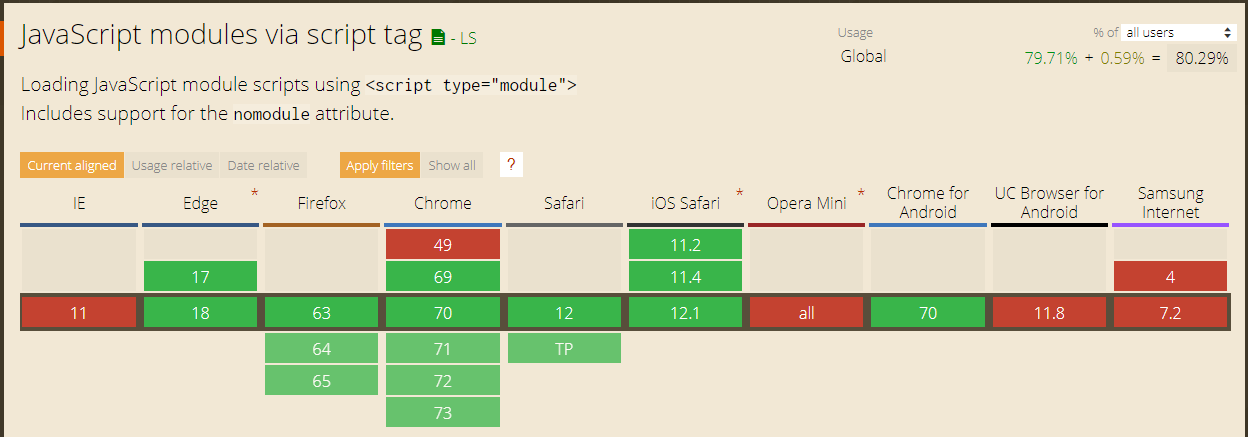 JavaScript modules via script tag - LS
Usage % of all users
Global 79.71% + 0.59% = 80.29%
Loading JavaScript module scripts using <script type="module">
Includes support for the nomodule attribute.
Current aligned Usage relative Date relative Apply filters Show all ?
IE Edge * Firefox Chrome Safari iOS Safari * Opera Mini * Chrome for Android UC Browser for Android Samsung Internet
49 11.2
17 69 11.4 4
11 18 63 70 12 12.1 all 70 11.8 7.2
64 71 TP
65 72
73